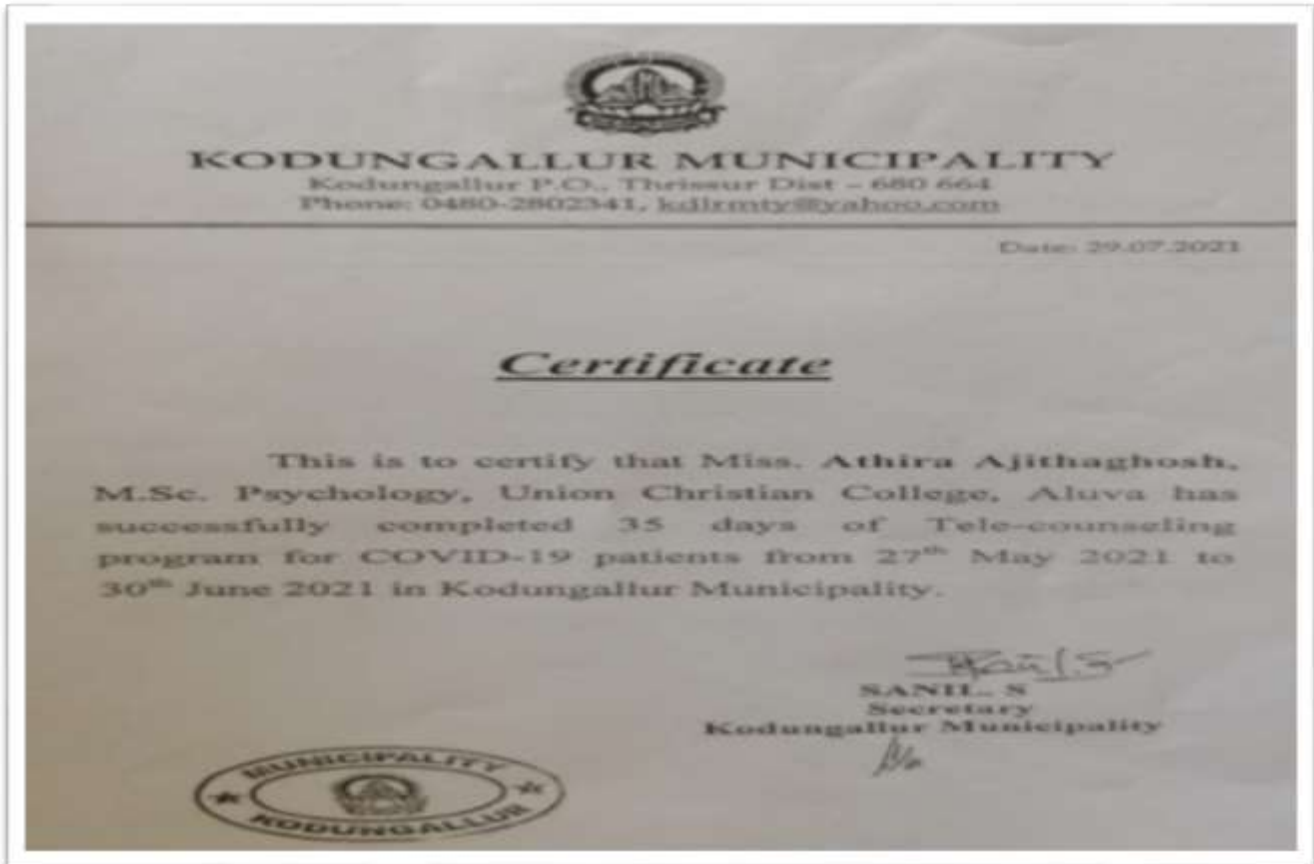 KODUNGALLUR MUNICIPALITY
Kodungallur P.O., Thrissur Dist – 680 664
Phone: 0480-2802341, kdlrmty@yahoo.com
Date: 29.07.2021
Certificate
This is to certify that Miss. Athira Ajithaghosh,
M.Sc. Psychology, Union Christian College, Aluva has
successfully completed 35 days of Tele-counseling
program for COVID-19 patients from 27th May 2021 to
30th June 2021 in Kodungallur Municipality.
SANIL. S
Secretary
Kodungallur Municipality
MUNICIPALITY
KODUNGALLUR